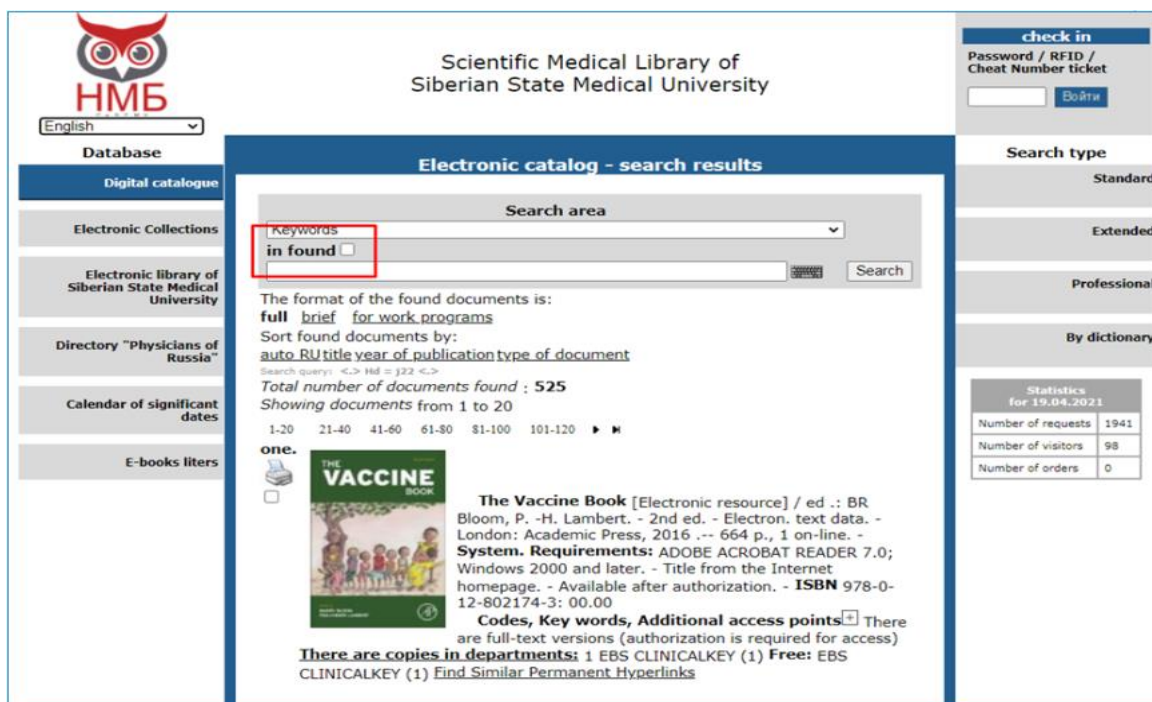 НМБ
English
Scientific Medical Library of
Siberian State Medical University
check in
Password / RFID /
Cheat Number ticket
Войти
Database
Digital catalogue
Electronic Collections
Electronic library of
Siberian State Medical
University
Directory "Physicians of
Russia"
Calendar of significant
dates
E-books liters
Electronic catalog - search results
Search area
Keywords
in found
Search
The format of the found documents is:
full brief for work programs
Sort found documents by:
auto RU title year of publication type of document
Search query: <.> Hd = j22 <.>
Total number of documents found : 525
Showing documents from 1 to 20
1-20 21-40 41-60 61-80 81-100 101-120
one.
THE
VACCINE
BOOK
The Vaccine Book [Electronic resource] / ed .: BR
Bloom, P. -H. Lambert. - 2nd ed. - Electron. text data. -
London: Academic Press, 2016 .-- 664 p., 1 on-line. -
System. Requirements: ADOBE ACROBAT READER 7.0;
Windows 2000 and later. - Title from the Internet
homepage. - Available after authorization. - ISBN 978-0-
12-802174-3: 00.00
Codes, Key words, Additional access points There
are full-text versions (authorization is required for access)
There are copies in departments: 1 EBS CLINICALKEY (1) Free: EBS
CLINICALKEY (1) Find Similar Permanent Hyperlinks
Search type
Standard
Extended
Professional
By dictionary
Statistics
for 19.04.2021
Number of requests 1941
Number of visitors 98
Number of orders 0